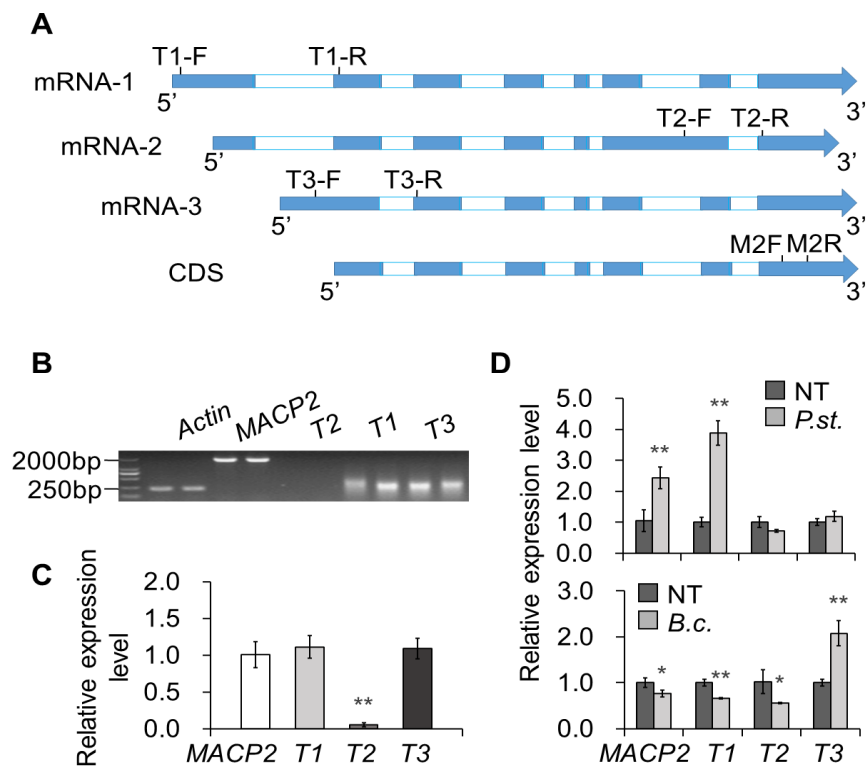 A
T1-F T1-R
mRNA-1
5’ 3’
T2-F T2-R
mRNA-2
5’ 3’
T3-F T3-R
mRNA-3
5’ 3’
M2F M2R
CDS
5’ 3’
B
Actin MACP2 T2 T1 T3
2000bp
250bp
C
Relative expression level
2.0
1.5
1.0
0.5
0.0
**
MACP2 T1 T2 T3
D
Relative expression level
NT
P.st.
5.0
4.0
3.0
2.0
1.0
0.0
** **
NT
B.c.
3.0
2.0
1.0
0.0
* ** * **
MACP2 T1 T2 T3